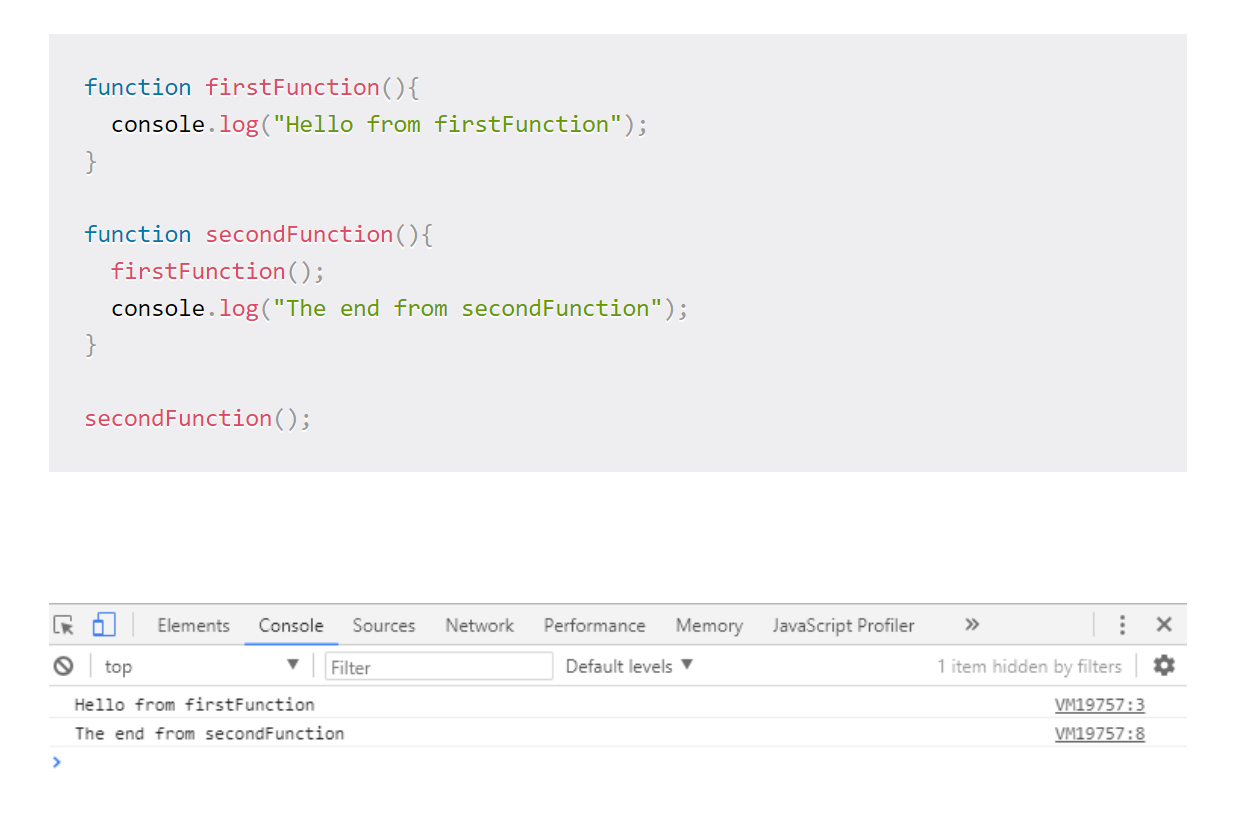 function firstFunction(){
  console.log("Hello from firstFunction");
}
function secondFunction(){
  firstFunction();
  console.log("The end from secondFunction");
}
secondFunction();
Elements Console Sources Network Performance Memory JavaScript Profiler »
top ▼ Filter Default levels ▼ 1 item hidden by filters
Hello from firstFunction VM19757:3
The end from secondFunction VM19757:8
>